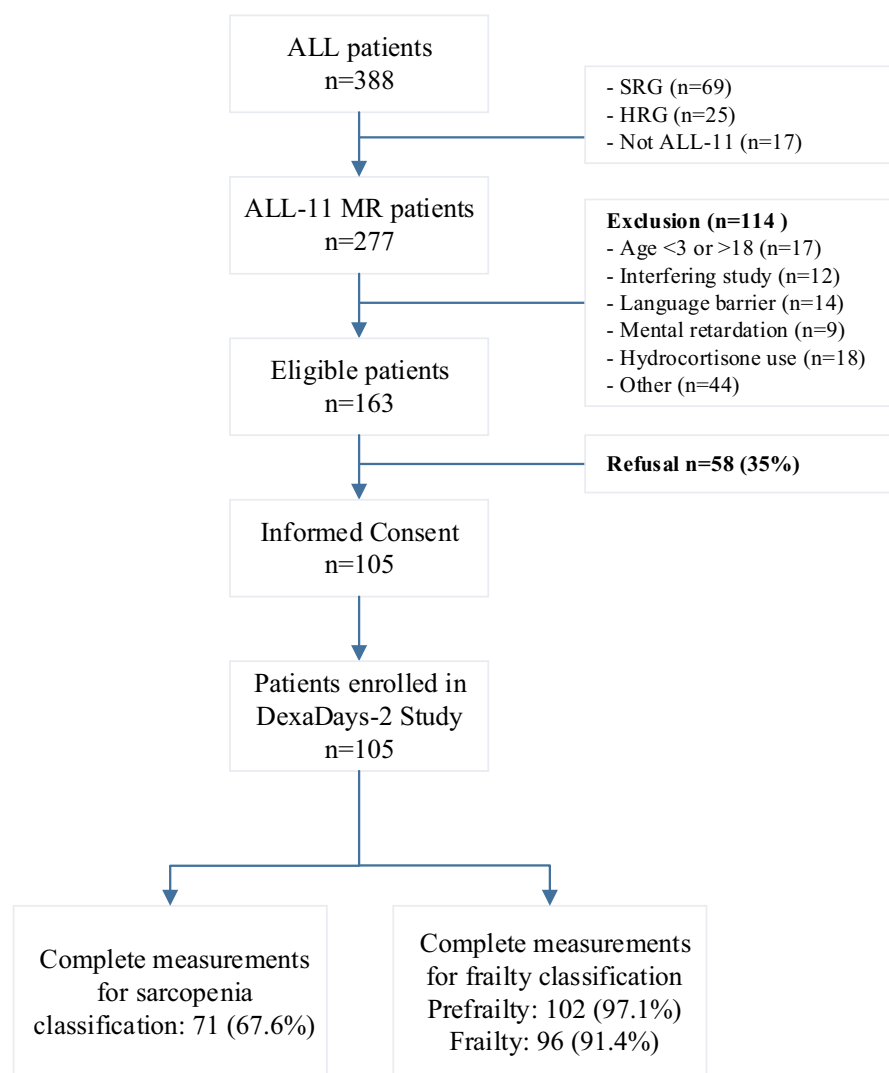 ALL patients
n=388
- SRG (n=69)
- HRG (n=25)
- Not ALL-11 (n=17)
ALL-11 MR patients
n=277
Exclusion (n=114 )
- Age <3 or >18 (n=17)
- Interfering study (n=12)
- Language barrier (n=14)
- Mental retardation (n=9)
- Hydrocortisone use (n=18)
- Other (n=44)
Eligible patients
n=163
Refusal n=58 (35%)
Informed Consent
n=105
Patients enrolled in
DexaDays-2 Study
n=105
Complete measurements
for sarcopenia
classification: 71 (67.6%)
Complete measurements
for frailty classification
Prefrailty: 102 (97.1%)
Frailty: 96 (91.4%)